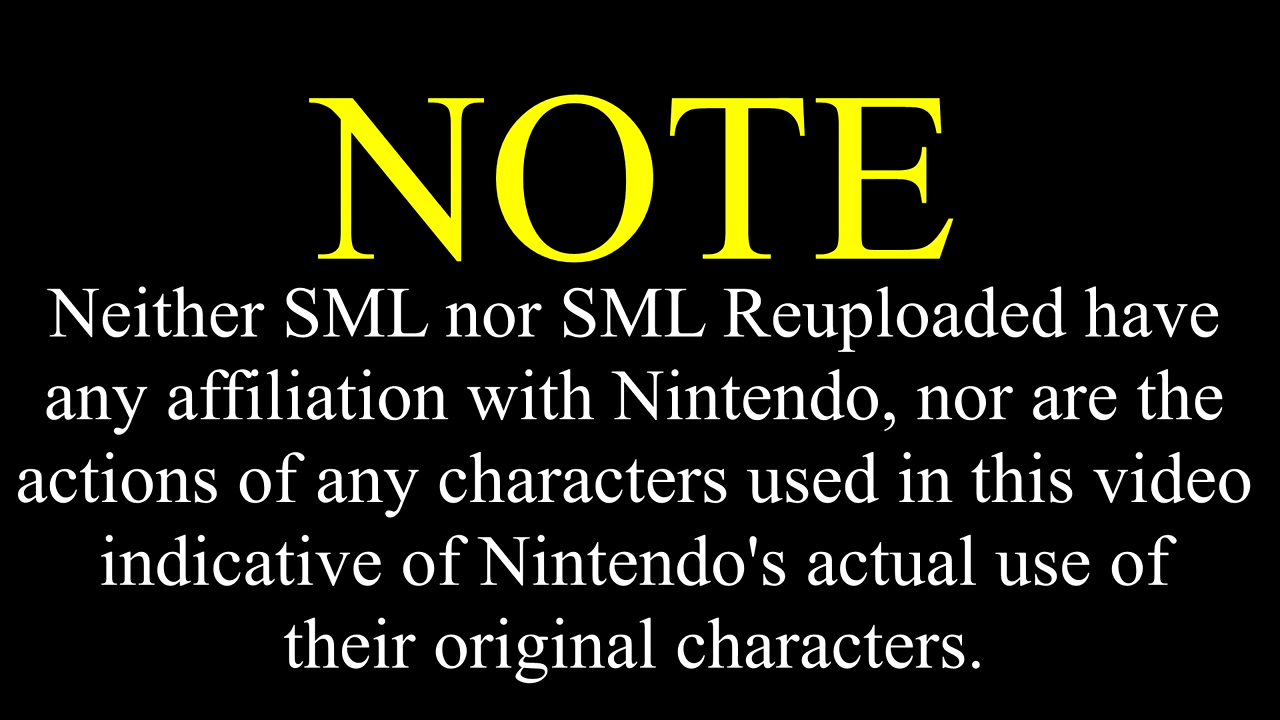 NOTE
Neither SML nor SML Reuploaded have
any affiliation with Nintendo, nor are the
actions of any characters used in this video
indicative of Nintendo's actual use of
their original characters.